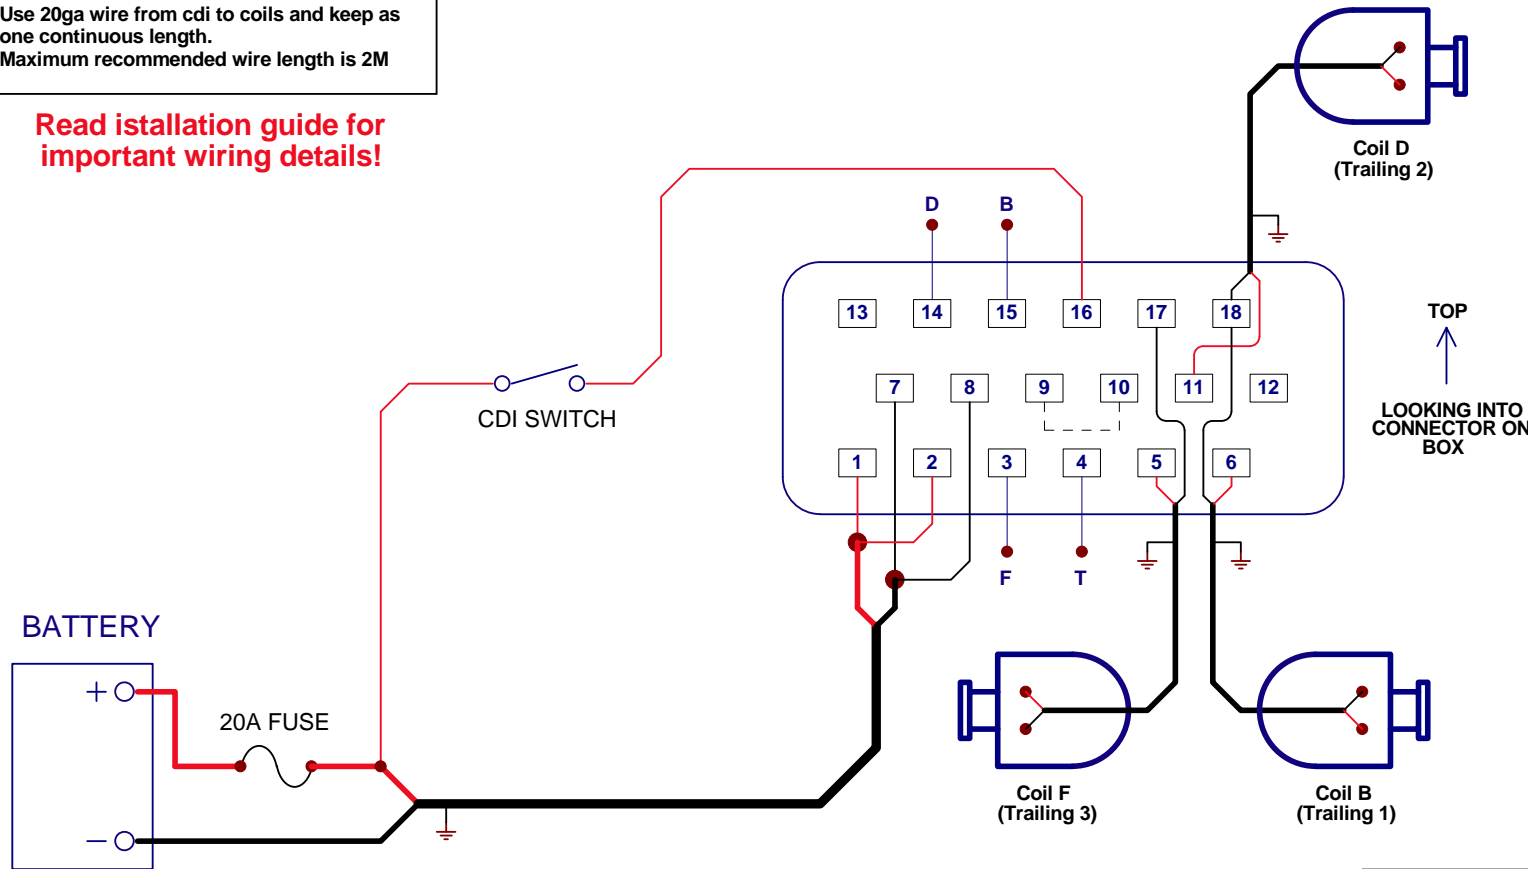 Use 20ga wire from cdi to coils and keep as
one continuous length.
Maximum recommended wire length is 2M
Read istallation guide for
important wiring details!
Coil D
(Trailing 2)
D
B
13
14
15
16
17
18
TOP
7
8
9
10
11
12
LOOKING INTO
CONNECTOR ON
BOX
CDI SWITCH
1
2
3
4
5
6
F
T
BATTERY
+
20A FUSE
−
Coil F
(Trailing 3)
Coil B
(Trailing 1)